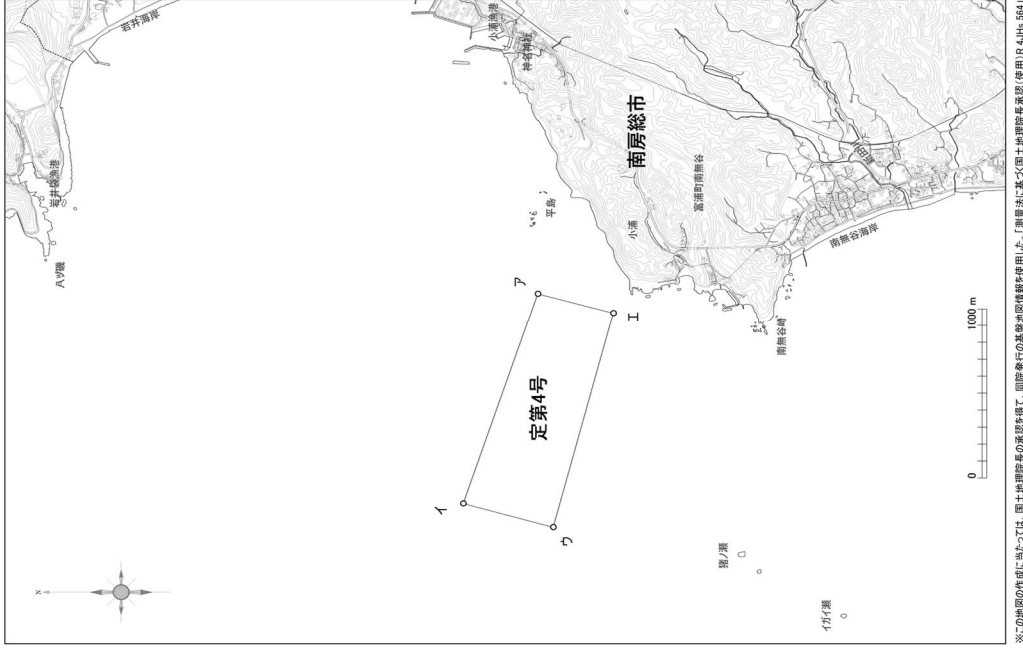 岩井海岸
小浦漁港
神名神社
岩井袋漁港
八ツ磯
南房総市
富浦町南無谷
平島
小浦
南無谷海岸
南無谷崎
ア
イ
ウ
エ
定第4号
N
猪ノ瀬
イガイ瀬
0
1000 m
※この地図の作成に当たっては、国土地理院長の承認を得て、同院発行の基盤地図情報を使用した。「測量法に基づく国土地理院長承認(使用)R 4JHs 564」